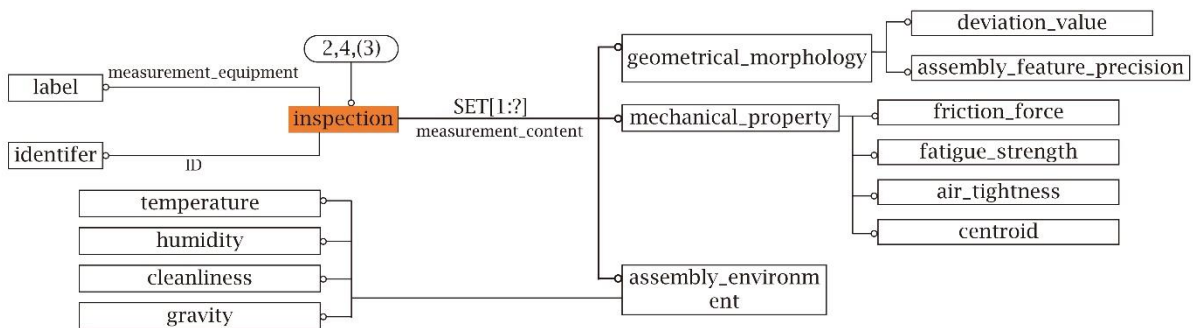 2,4,(3)
label
measurement_equipment
inspection
identifer
ID
SET[1:?]
measurement_content
geometrical_morphology
deviation_value
assembly_feature_precision
mechanical_property
friction_force
fatigue_strength
air_tightness
centroid
assembly_environm
ent
temperature
humidity
cleanliness
gravity